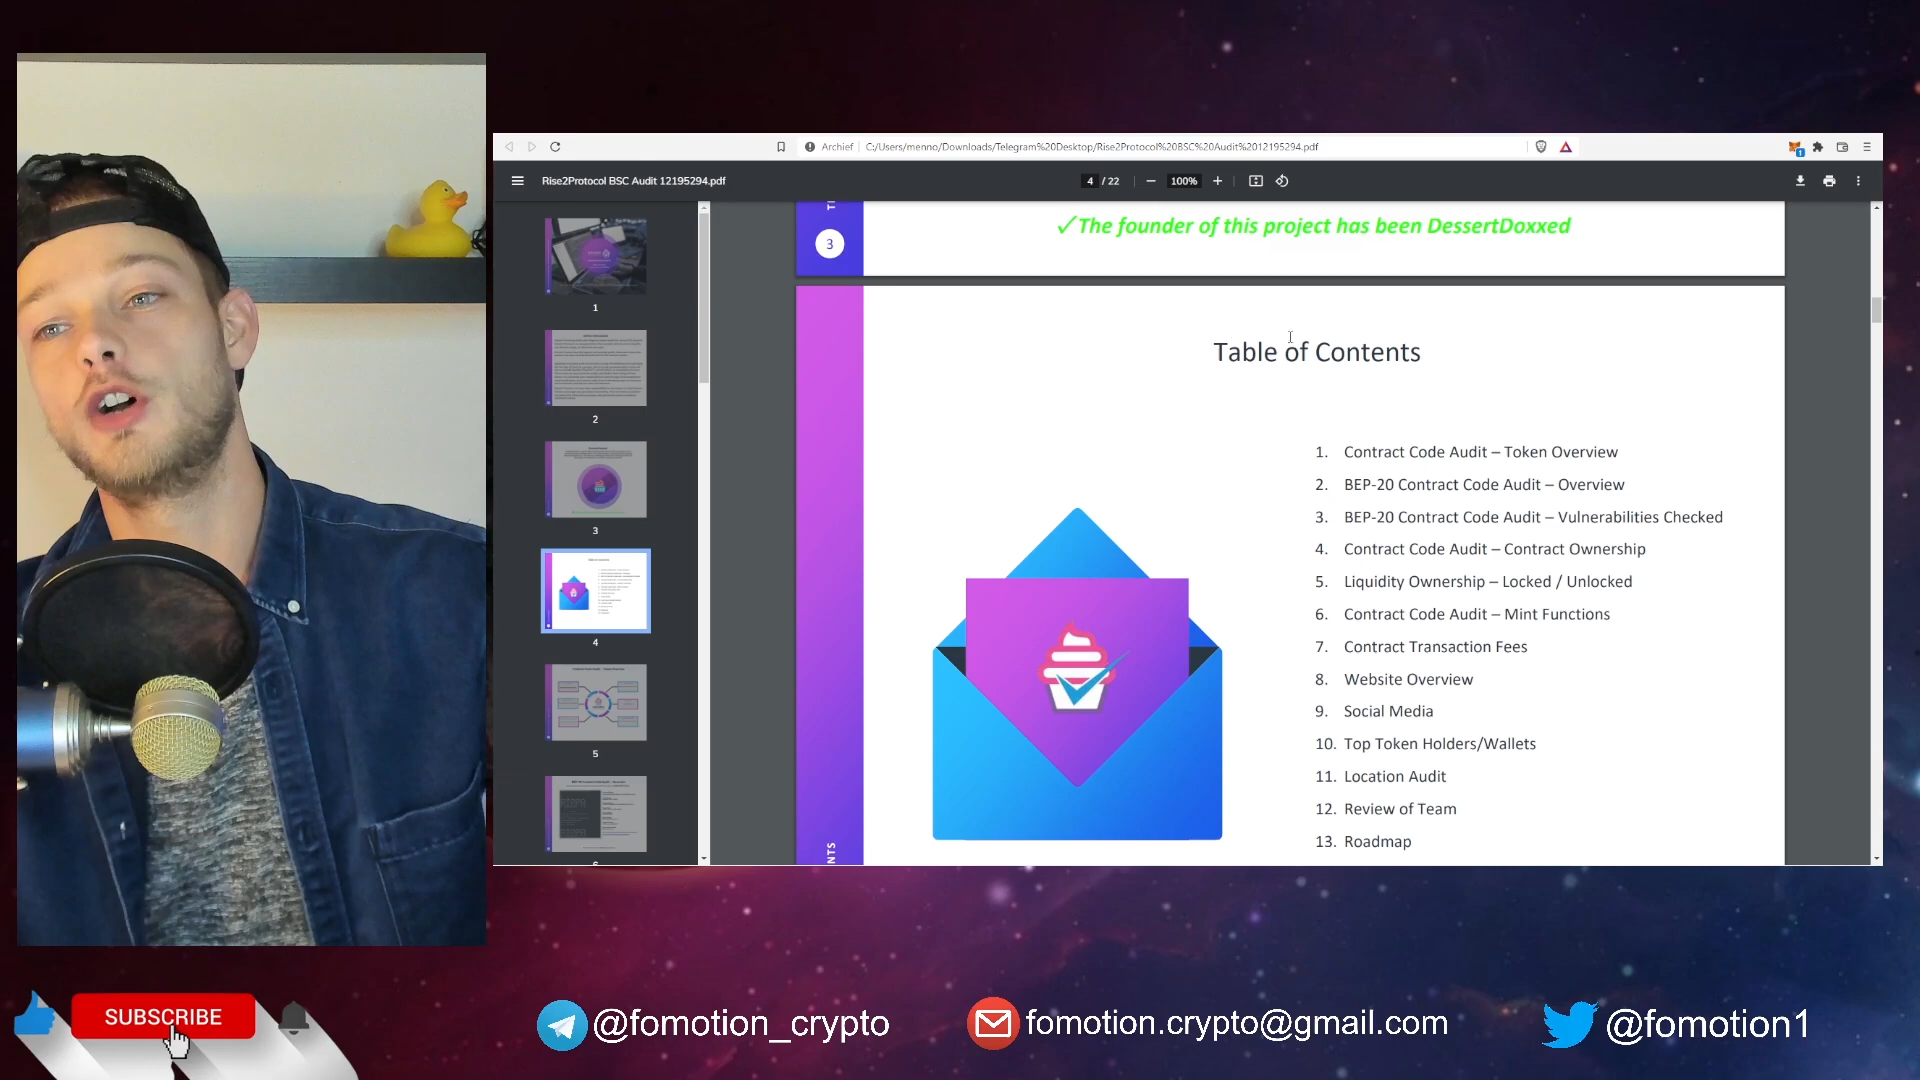 Archief
C:/Users/menno/Downloads/Telegram%20Desktop/Rise2Protocol%20BSC%20Audit%2012195294.pdf
1
Rise2Protocol BSC Audit 12195294.pdf
4 / 22
100%
1
2
3
4
5
3
✓The founder of this project has been DessertDoxxed
Table of Contents
1. Contract Code Audit – Token Overview
2. BEP-20 Contract Code Audit – Overview
3. BEP-20 Contract Code Audit – Vulnerabilities Checked
4. Contract Code Audit – Contract Ownership
5. Liquidity Ownership – Locked / Unlocked
6. Contract Code Audit – Mint Functions
7. Contract Transaction Fees
8. Website Overview
9. Social Media
10. Top Token Holders/Wallets
11. Location Audit
12. Review of Team
13. Roadmap
SUBSCRIBE
@fomotion_crypto
fomotion.crypto@gmail.com
@fomotion1